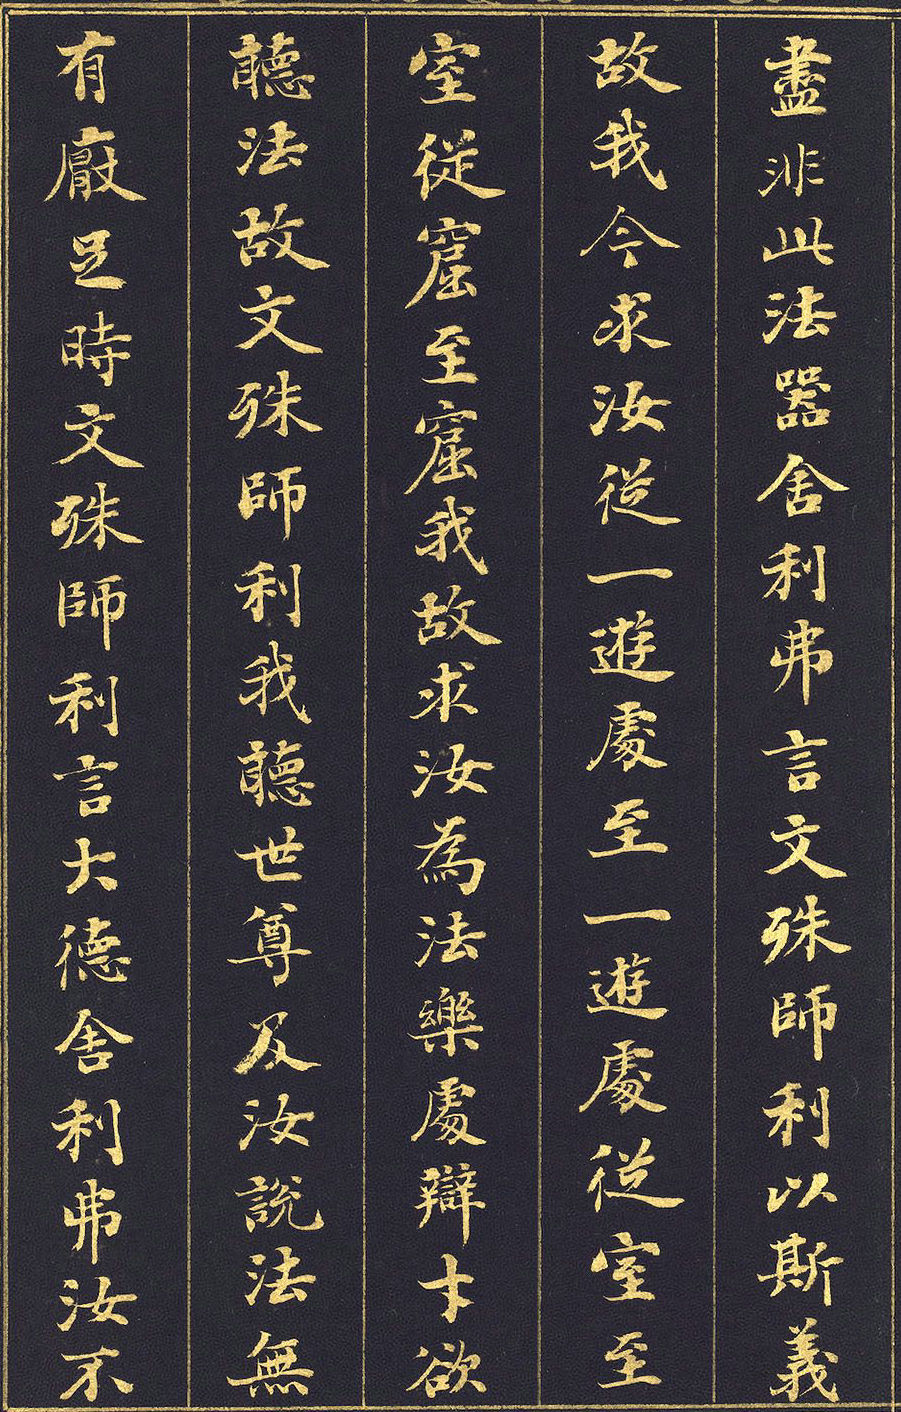 盡非此法器舍利弗言文殊師利以斯義
故我今求汝從一遊處至一遊處從室至
室從窟至窟我故求汝為法樂處辯才欲
聽法故文殊師利我聽世尊及汝說法無
有厭足時文殊師利言大德舍利弗汝不